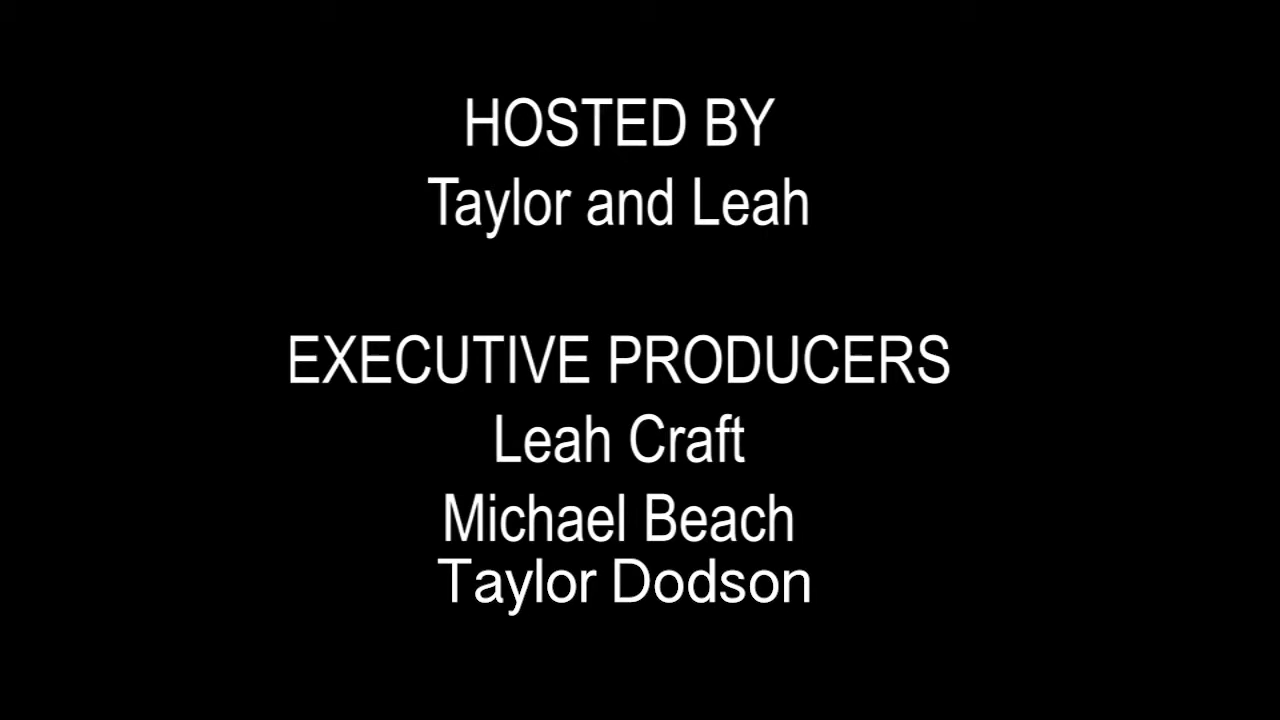 HOSTED BY
Taylor and Leah
EXECUTIVE PRODUCERS
Leah Craft
Michael Beach
Taylor Dodson